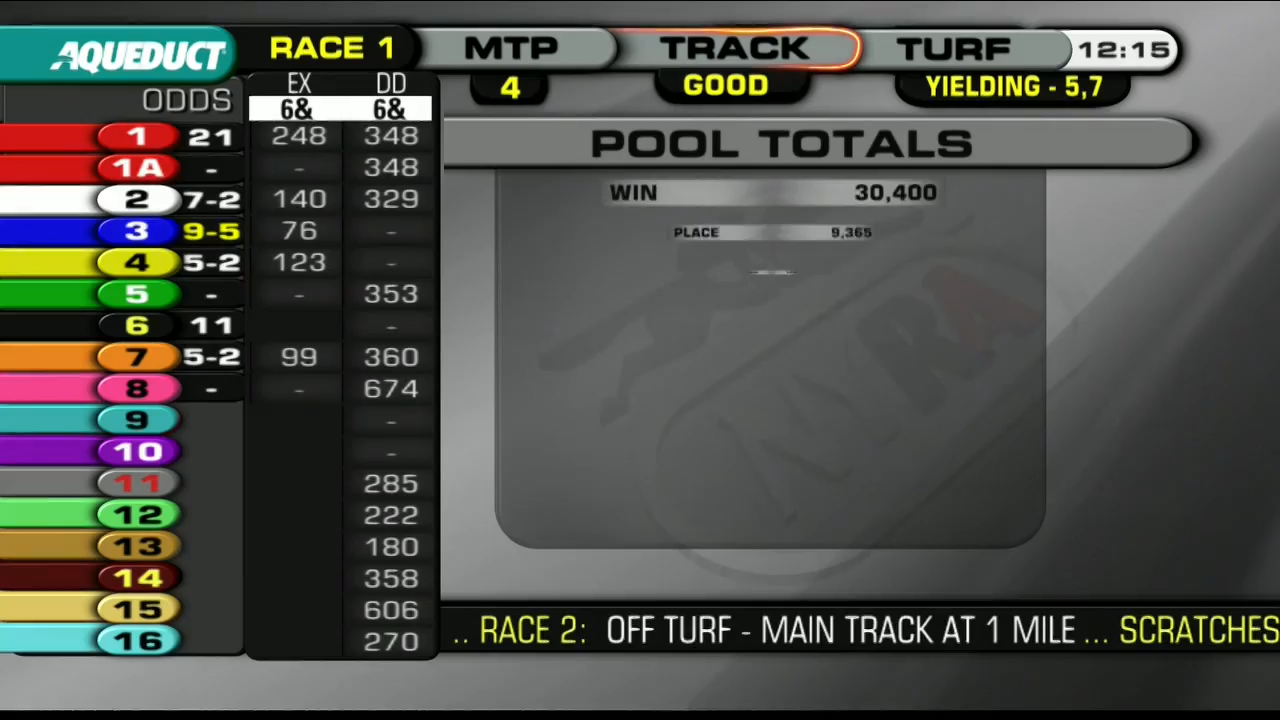 AQUEDUCT RACE 1 MTP TRACK TURF 12:15
4 GOOD YIELDING - 5,7
EX DD
ODDS 6& 6&
POOL TOTALS
1 21 248 348
1A - - 348
2 7-2 140 329
3 9-5 76 -
4 5-2 123 -
5 - - 353
6 11 -
7 5-2 99 360
8 - - 674
9 -
10 -
11 285
12 222
13 180
14 358
15 606
16 270
WIN 30,400
PLACE 9,365
NYRA
.. RACE 2: OFF TURF - MAIN TRACK AT 1 MILE ... SCRATCHES